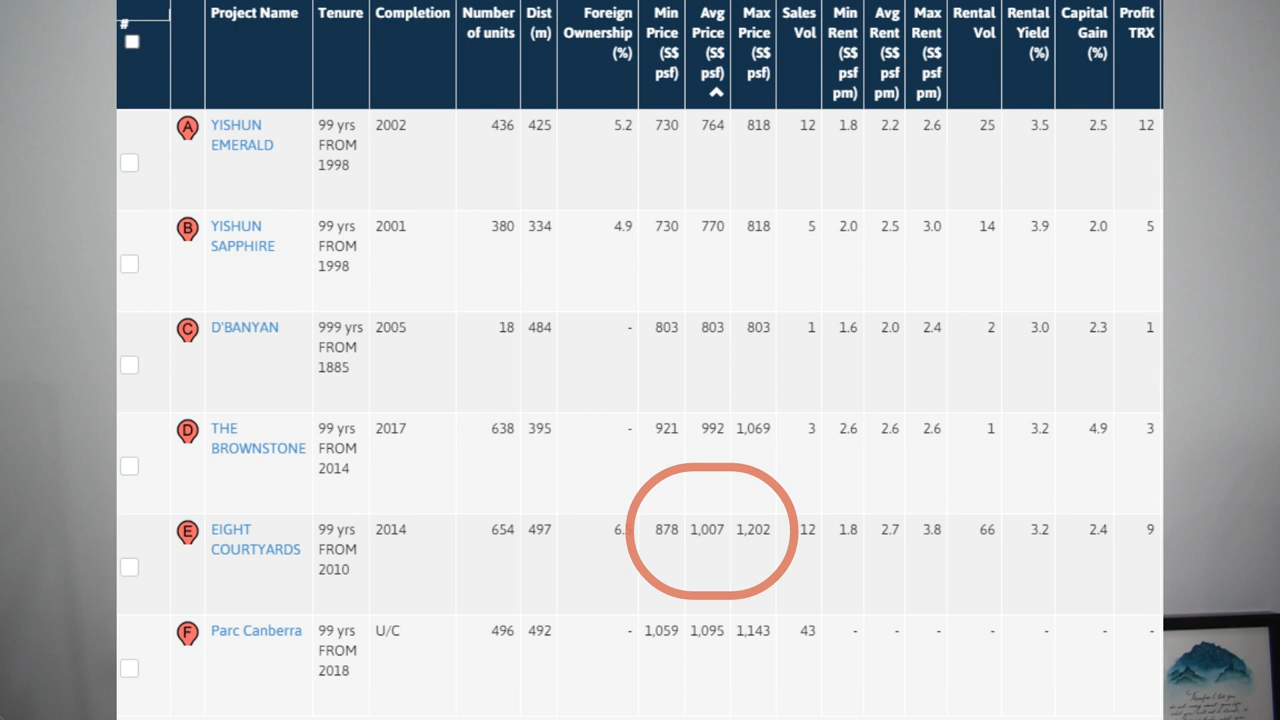 #
Project Name Tenure Completion Number of units Dist (m) Foreign Ownership (%) Min Price (S$ psf) Avg Price (S$ psf) Max Price (S$ psf) Sales Vol Min Rent (S$ psf pm) Avg Rent (S$ psf pm) Max Rent (S$ psf pm) Rental Vol Rental Yield (%) Capital Gain (%) Profit TRX
A YISHUN 99 yrs 2002 436 425 5.2 730 764 818 12 1.8 2.2 2.6 25 3.5 2.5 12
EMERALD FROM
1998
B YISHUN 99 yrs 2001 380 334 4.9 730 770 818 5 2.0 2.5 3.0 14 3.9 2.0 5
SAPPHIRE FROM
1998
C D'BANYAN 999 yrs 2005 18 484 - 803 803 803 1 1.6 2.0 2.4 2 3.0 2.3 1
FROM
1885
D THE 99 yrs 2017 638 395 - 921 992 1,069 3 2.6 2.6 2.6 1 3.2 4.9 3
BROWNSTONE FROM
2014
E EIGHT 99 yrs 2014 654 497 878 1,007 1,202 12 1.8 2.7 3.8 66 3.2 2.4 9
COURTYARDS FROM
2010
F Parc Canberra 99 yrs U/C 496 492 - 1,059 1,095 1,143 43 - - - - - - -
FROM
2018